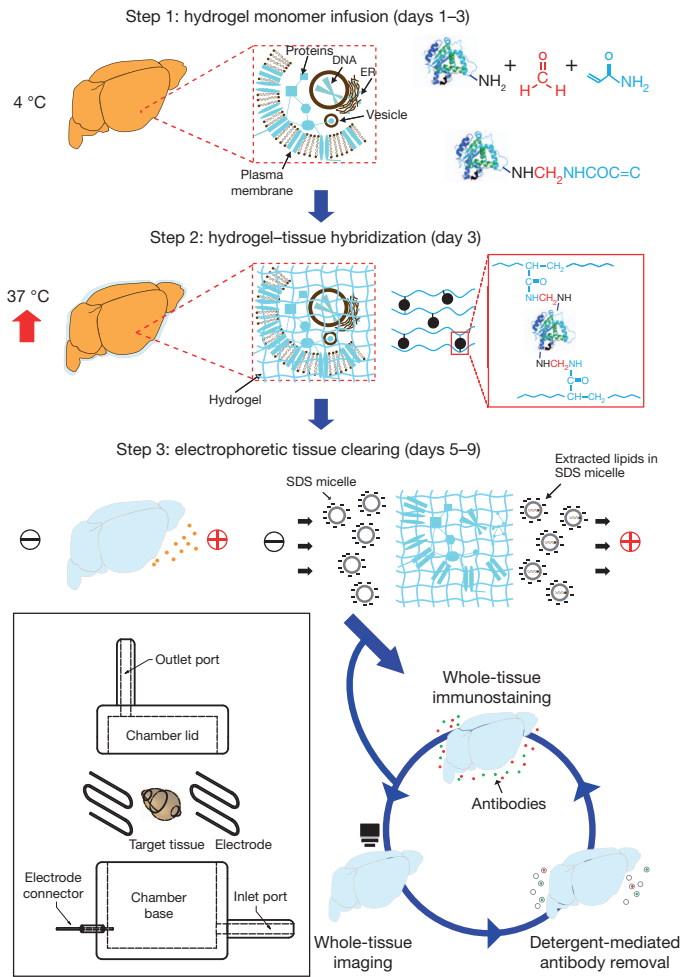 Step 1: hydrogel monomer infusion (days 1–3)
4 °C
Proteins
DNA
ER
Vesicle
Plasma
membrane
NH2
+
O
C
H H
+
O
NH2
NHCH2NHCOC=C
Step 2: hydrogel–tissue hybridization (day 3)
37 °C
Hydrogel
CH–CH2
C=O
NHCH2NH
NHCH2NH
C=O
CH–CH2
Step 3: electrophoretic tissue clearing (days 5–9)
SDS micelle
Extracted lipids in
SDS micelle
Outlet port
Chamber lid
Target tissue
Electrode
Electrode
connector
Chamber
base
Inlet port
Whole-tissue
immunostaining
Antibodies
Whole-tissue
imaging
Detergent-mediated
antibody removal